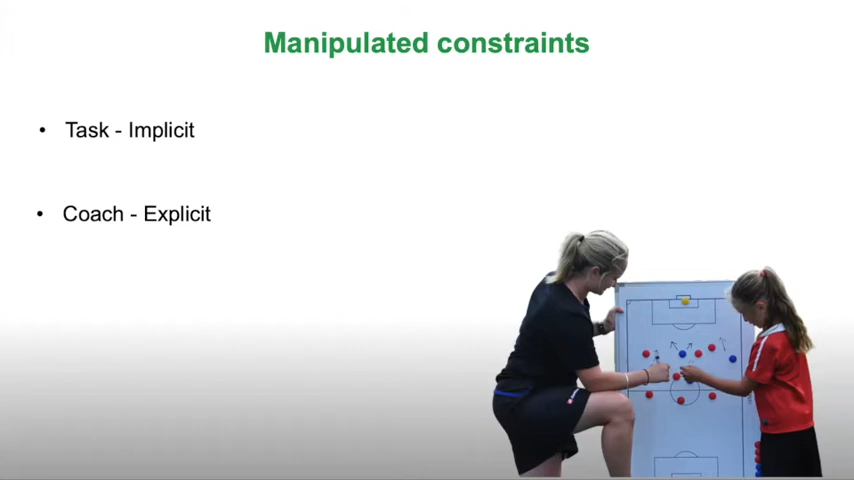 Manipulated constraints
• Task - Implicit
• Coach - Explicit